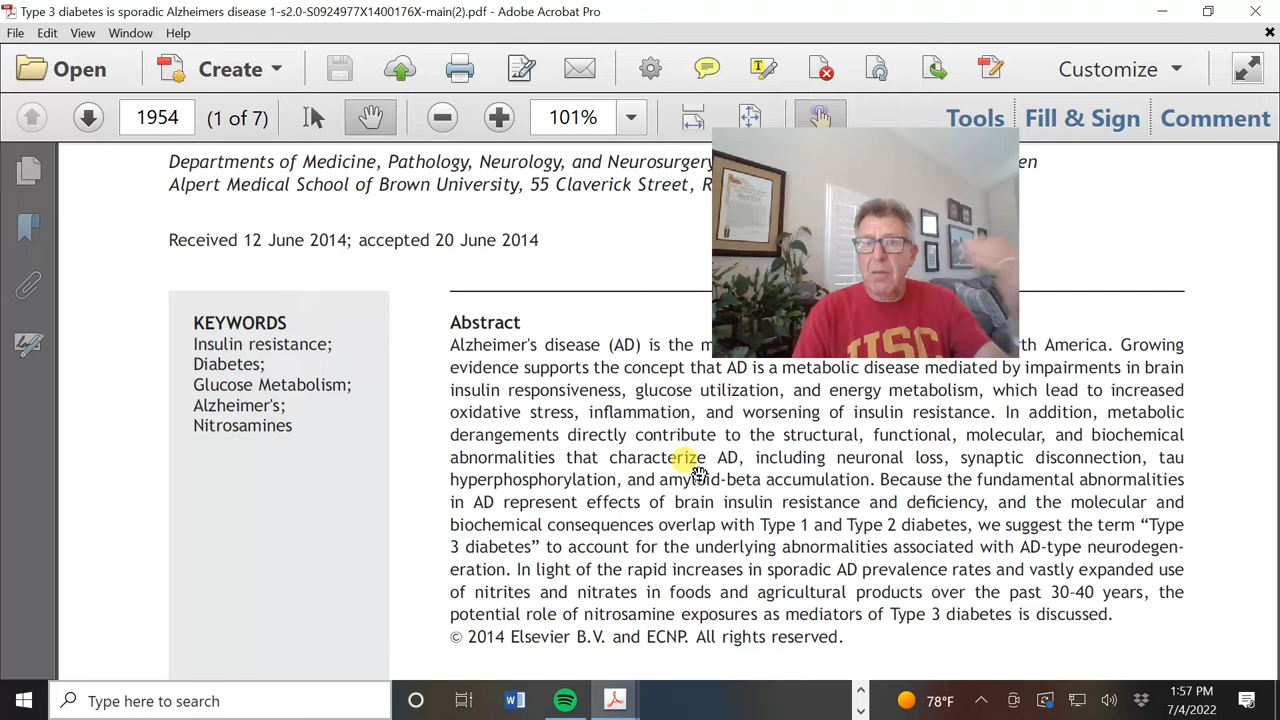 Type 3 diabetes is sporadic Alzheimers disease 1-s2.0-S0924977X1400176X-main(2).pdf - Adobe Acrobat Pro
File Edit View Window Help
Open Create Customize
1954 (1 of 7) 101% Tools Fill & Sign Comment
Departments of Medicine, Pathology, Neurology, and Neurosurgery
Alpert Medical School of Brown University, 55 Claverick Street,
Received 12 June 2014; accepted 20 June 2014
KEYWORDS
Insulin resistance;
Diabetes;
Glucose Metabolism;
Alzheimer's;
Nitrosamines
Abstract
Alzheimer's disease (AD) is the America. Growing
evidence supports the concept that AD is a metabolic disease mediated by impairments in brain
insulin responsiveness, glucose utilization, and energy metabolism, which lead to increased
oxidative stress, inflammation, and worsening of insulin resistance. In addition, metabolic
derangements directly contribute to the structural, functional, molecular, and biochemical
abnormalities that characterize AD, including neuronal loss, synaptic disconnection, tau
hyperphosphorylation, and amyloid-beta accumulation. Because the fundamental abnormalities
in AD represent effects of brain insulin resistance and deficiency, and the molecular and
biochemical consequences overlap with Type 1 and Type 2 diabetes, we suggest the term “Type
3 diabetes” to account for the underlying abnormalities associated with AD-type neurodegen-
eration. In light of the rapid increases in sporadic AD prevalence rates and vastly expanded use
of nitrites and nitrates in foods and agricultural products over the past 30–40 years, the
potential role of nitrosamine exposures as mediators of Type 3 diabetes is discussed.
© 2014 Elsevier B.V. and ECNP. All rights reserved.
USC
Type here to search
78°F
1:57 PM
7/4/2022